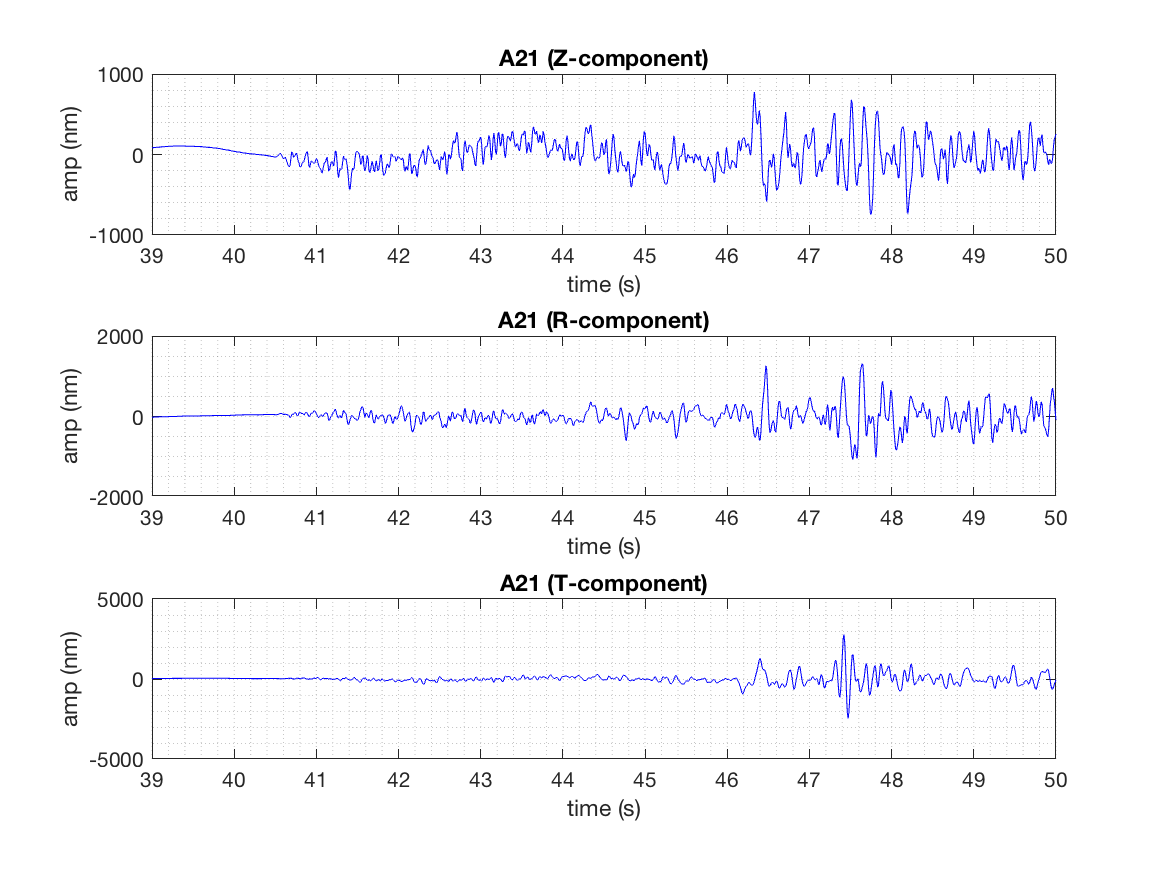 A21 (Z-component)
1000
0
-1000
amp (nm)
39 40 41 42 43 44 45 46 47 48 49 50
time (s)
A21 (R-component)
2000
0
-2000
amp (nm)
39 40 41 42 43 44 45 46 47 48 49 50
time (s)
A21 (T-component)
5000
0
-5000
amp (nm)
39 40 41 42 43 44 45 46 47 48 49 50
time (s)